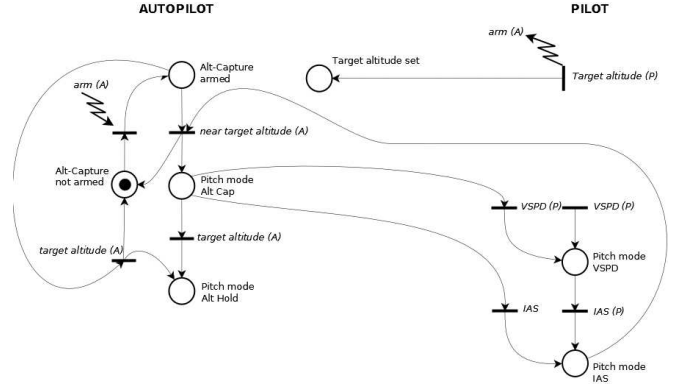 AUTOPILOT
PILOT
arm (A)
Alt-Capture
armed
Target altitude set
Target altitude (P)
arm (A)
near target altitude (A)
Alt-Capture
not armed
Pitch mode
Alt Cap
VSPD (P)
VSPD (P)
target altitude (A)
target altitude (A)
Pitch mode
VSPD
Pitch mode
Alt Hold
IAS
IAS (P)
Pitch mode
IAS